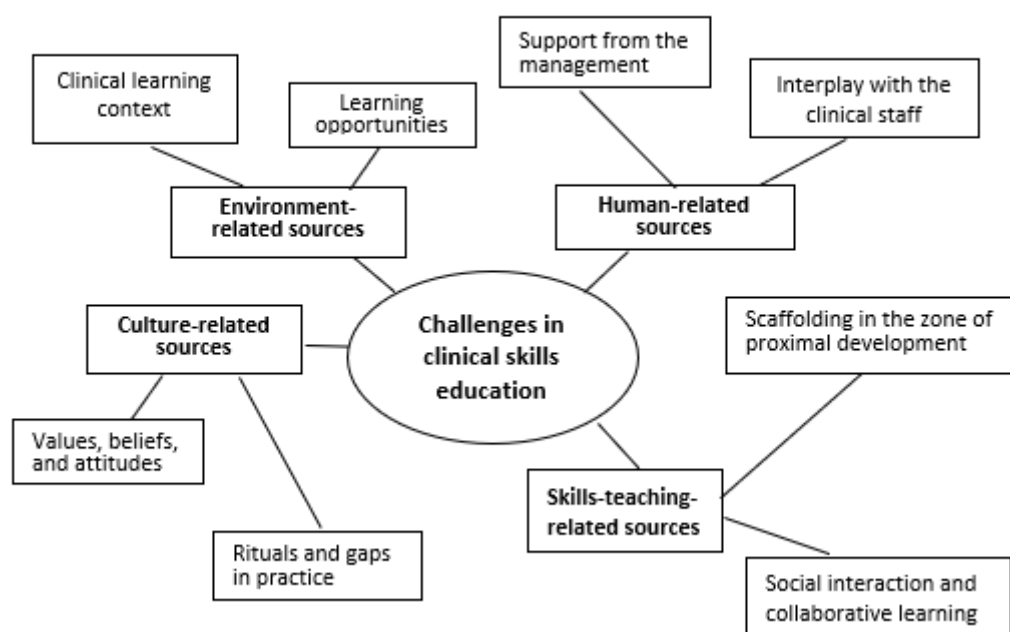 Support from the
management
Clinical learning
context
Learning
opportunities
Interplay with the
clinical staff
Environment-
related sources
Human-related
sources
Culture-related
sources
Challenges in
clinical skills
education
Scaffolding in the zone of
proximal development
Values, beliefs,
and attitudes
Skills-teaching-
related sources
Rituals and gaps
in practice
Social interaction and
collaborative learning